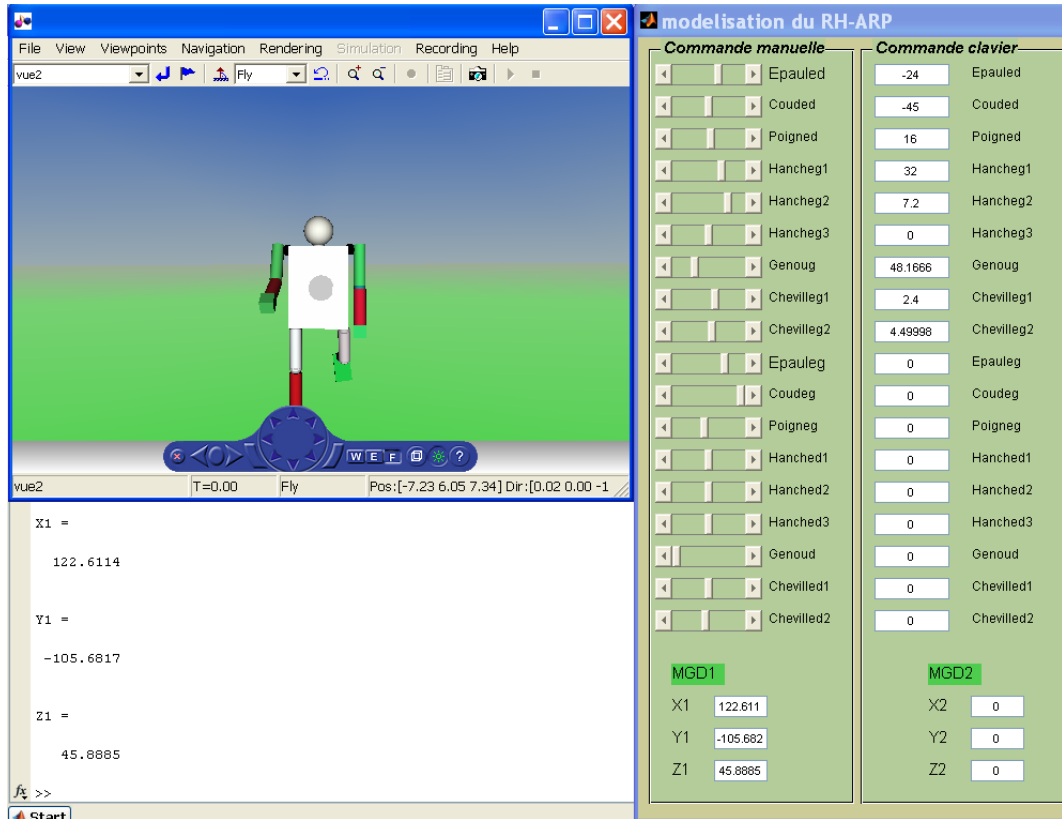 File View Viewpoints Navigation Rendering Simulation Recording Help
vue2 Fly
W E F ?
vue2 T=0.00 Fly Pos:[-7.23 6.05 7.34] Dir:[0.02 0.00 -1
X1 =
122.6114
Y1 =
-105.6817
Z1 =
45.8885
fx >>
Start
modelisation du RH-ARP
Commande manuelle Commande clavier
Epauled -24 Epauled
Couded -45 Couded
Poigned 16 Poigned
Hancheg1 32 Hancheg1
Hancheg2 7.2 Hancheg2
Hancheg3 0 Hancheg3
Genoug 48.1666 Genoug
Chevilleg1 2.4 Chevilleg1
Chevilleg2 4.49998 Chevilleg2
Epauleg 0 Epauleg
Coudeg 0 Coudeg
Poigneg 0 Poigneg
Hanched1 0 Hanched1
Hanched2 0 Hanched2
Hanched3 0 Hanched3
Genoud 0 Genoud
Chevilled1 0 Chevilled1
Chevilled2 0 Chevilled2
MGD1 MGD2
X1 122.611 X2 0
Y1 -105.682 Y2 0
Z1 45.8885 Z2 0